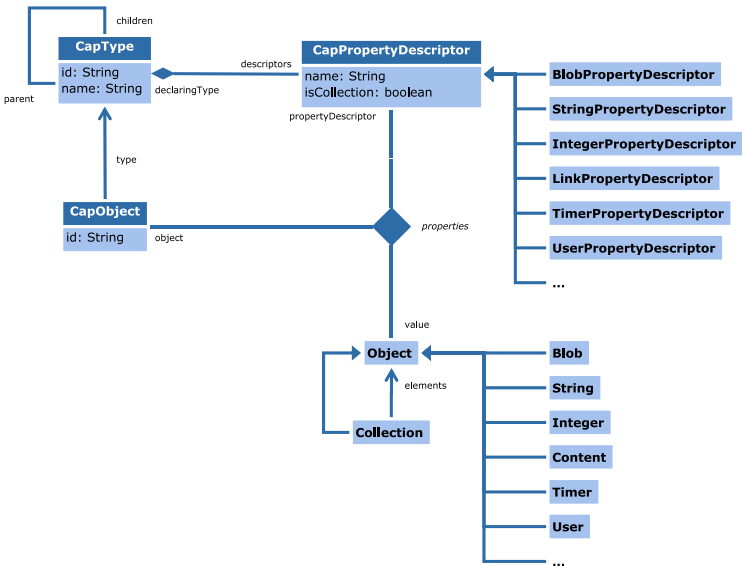 children
CapType
id: String
name: String
parent
declaringType
descriptors
CapPropertyDescriptor
name: String
isCollection: boolean
propertyDescriptor
BlobPropertyDescriptor
StringPropertyDescriptor
IntegerPropertyDescriptor
LinkPropertyDescriptor
TimerPropertyDescriptor
UserPropertyDescriptor
...
type
CapObject
id: String
object
properties
value
Object
elements
Collection
Blob
String
Integer
Content
Timer
User
...